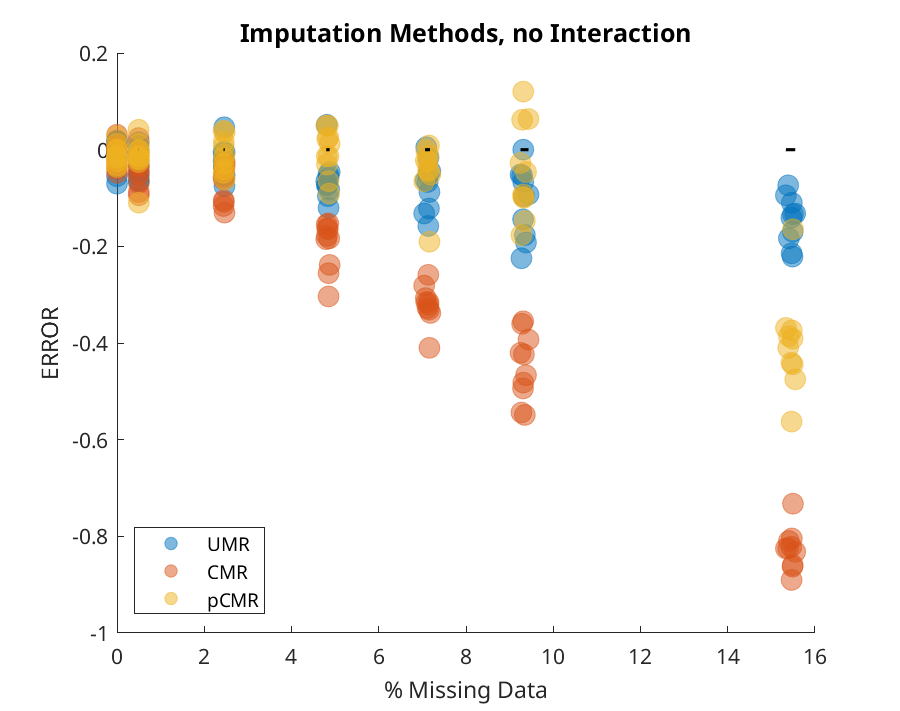 Imputation Methods, no Interaction
0.2
0
-0.2
-0.4
-0.6
-0.8
-1
ERROR
UMR
CMR
pCMR
0 2 4 6 8 10 12 14 16
% Missing Data